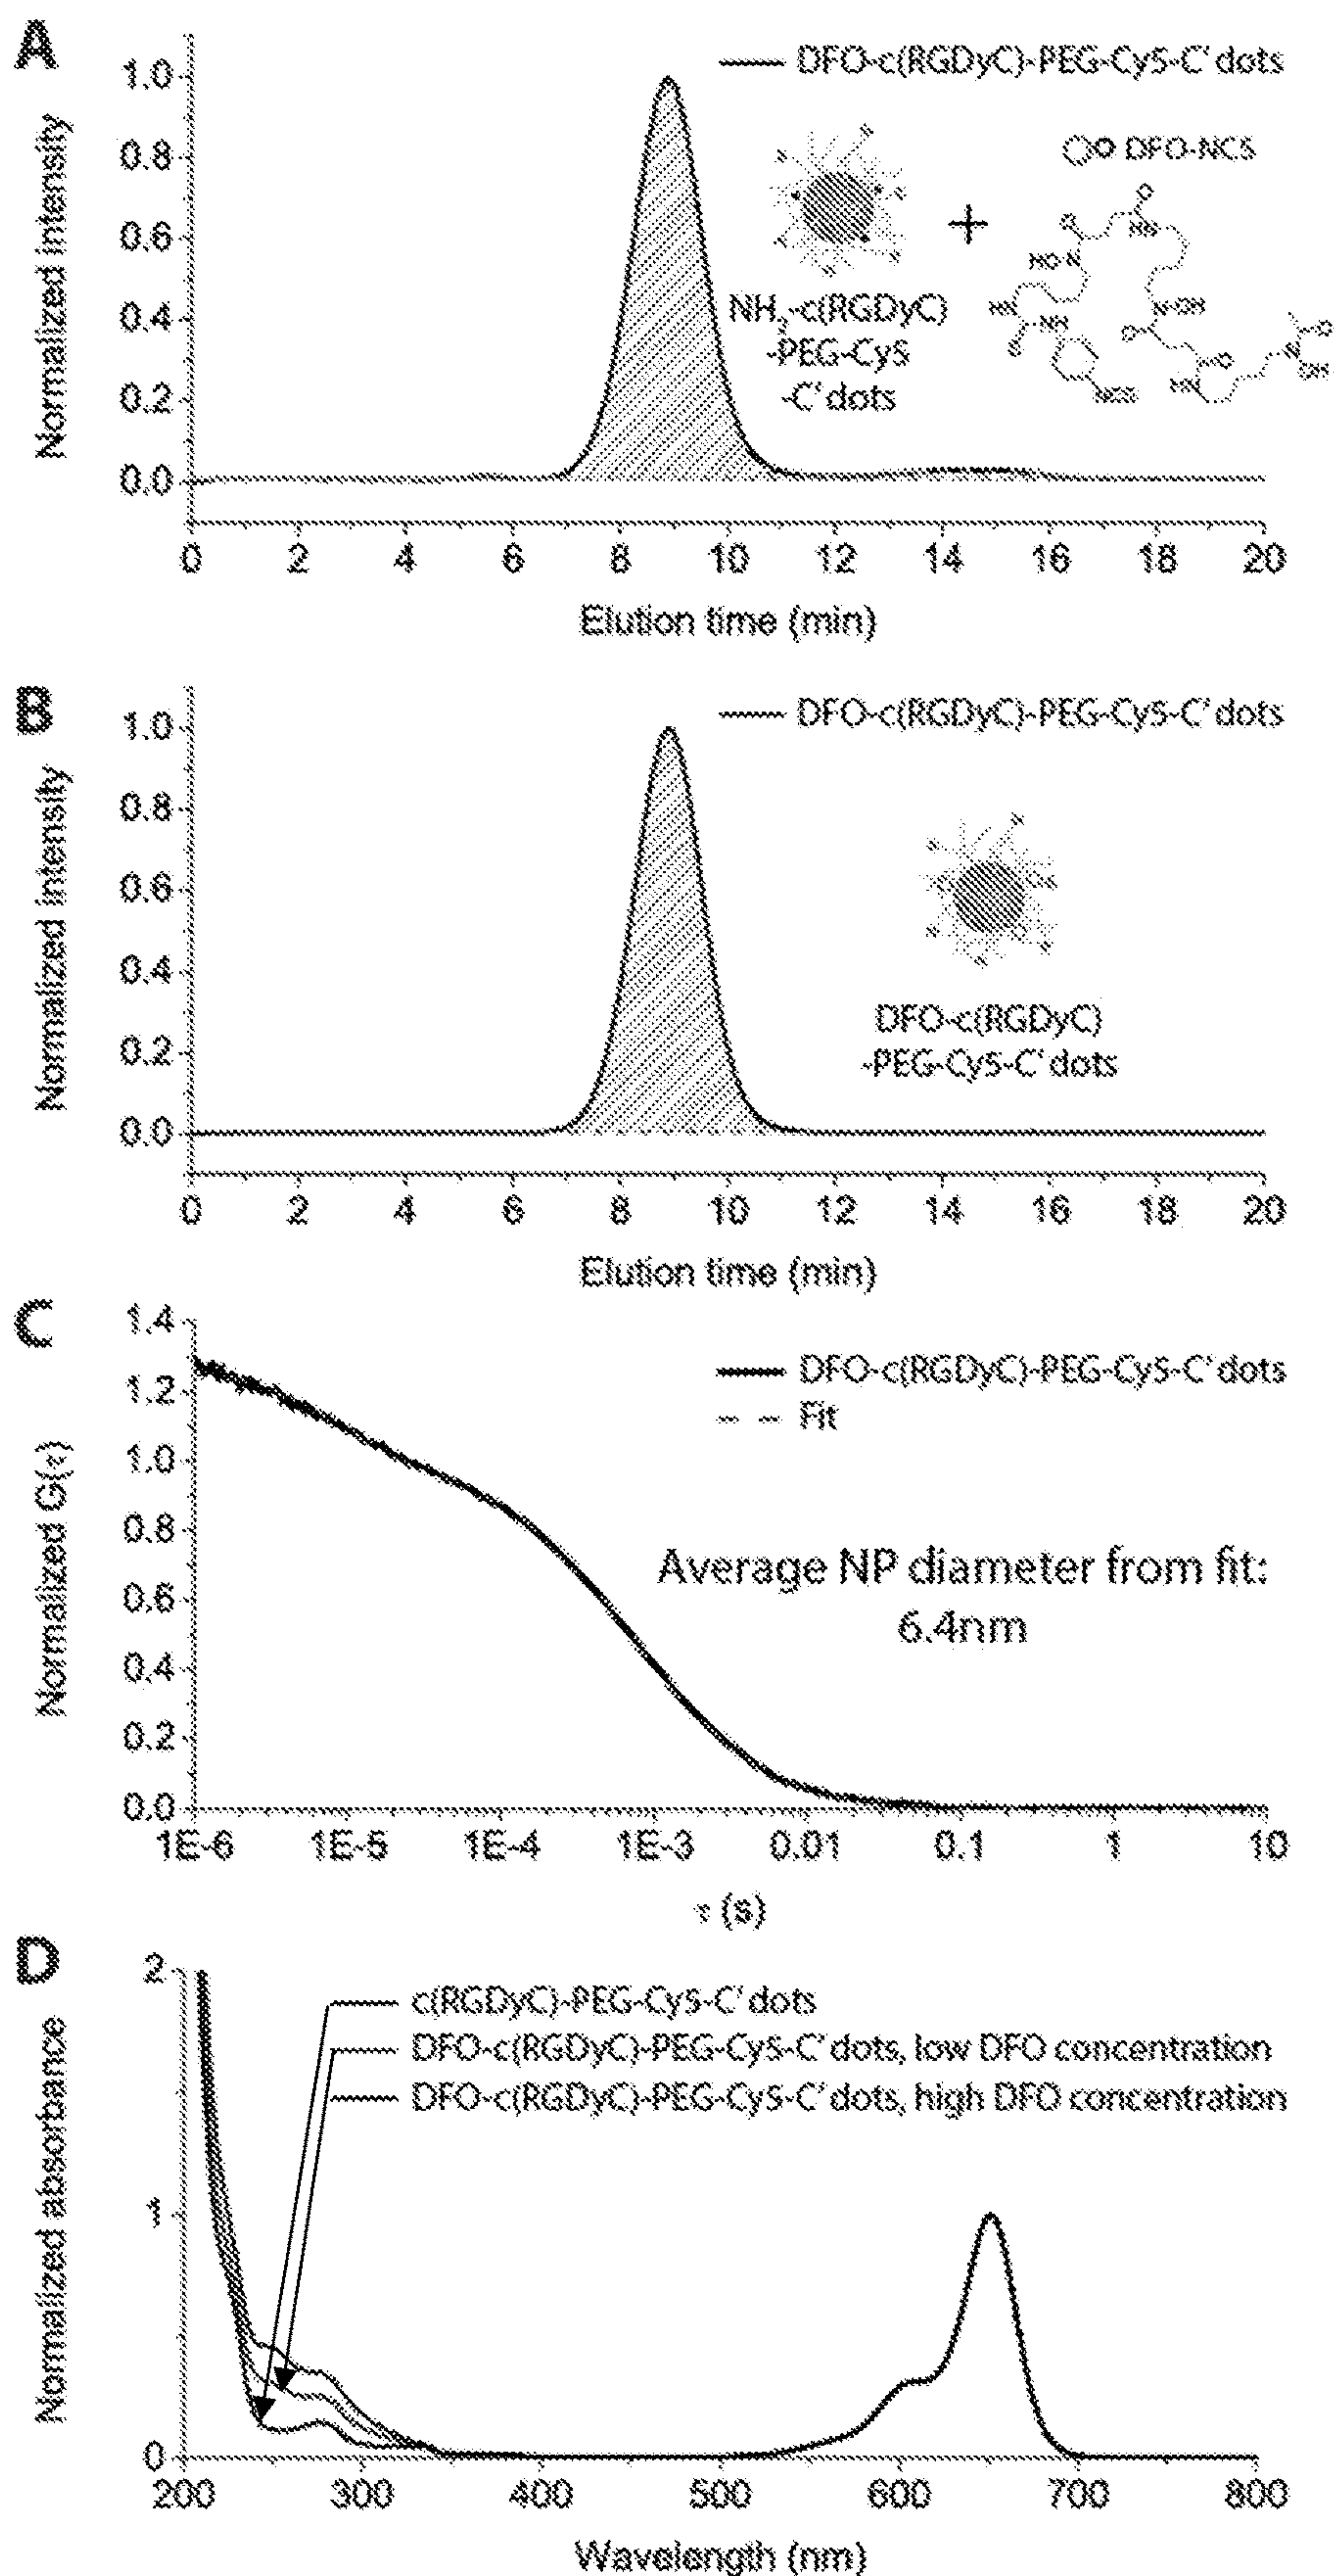 A
DFO-c(RGDyC)-PEG-Cy5-C' dots
DFO-NCS
+
NH2-c(RGDyC)
-PEG-Cy5
-C' dots
O
O
HN
HO-N
HN
S
NH
NCS
N-OH
O
O
HN
N
O
OH
Normalized intensity
1.0
0.8
0.6
0.4
0.2
0.0
0 2 4 6 8 10 12 14 16 18 20
Elution time (min)
B
DFO-c(RGDyC)-PEG-Cy5-C' dots
DFO-c(RGDyC)
-PEG-Cy5-C' dots
Normalized intensity
1.0
0.8
0.6
0.4
0.2
0.0
0 2 4 6 8 10 12 14 16 18 20
Elution time (min)
C
DFO-c(RGDyC)-PEG-Cy5-C' dots
Fit
Average NP diameter from fit:
6.4nm
Normalized G(τ)
1.4
1.2
1.0
0.8
0.6
0.4
0.2
0.0
1E-6 1E-5 1E-4 1E-3 0.01 0.1 1 10
τ (s)
D
c(RGDyC)-PEG-Cy5-C' dots
DFO-c(RGDyC)-PEG-Cy5-C' dots, low DFO concentration
DFO-c(RGDyC)-PEG-Cy5-C' dots, high DFO concentration
Normalized absorbance
2
1
0
200 300 400 500 600 700 800
Wavelength (nm)